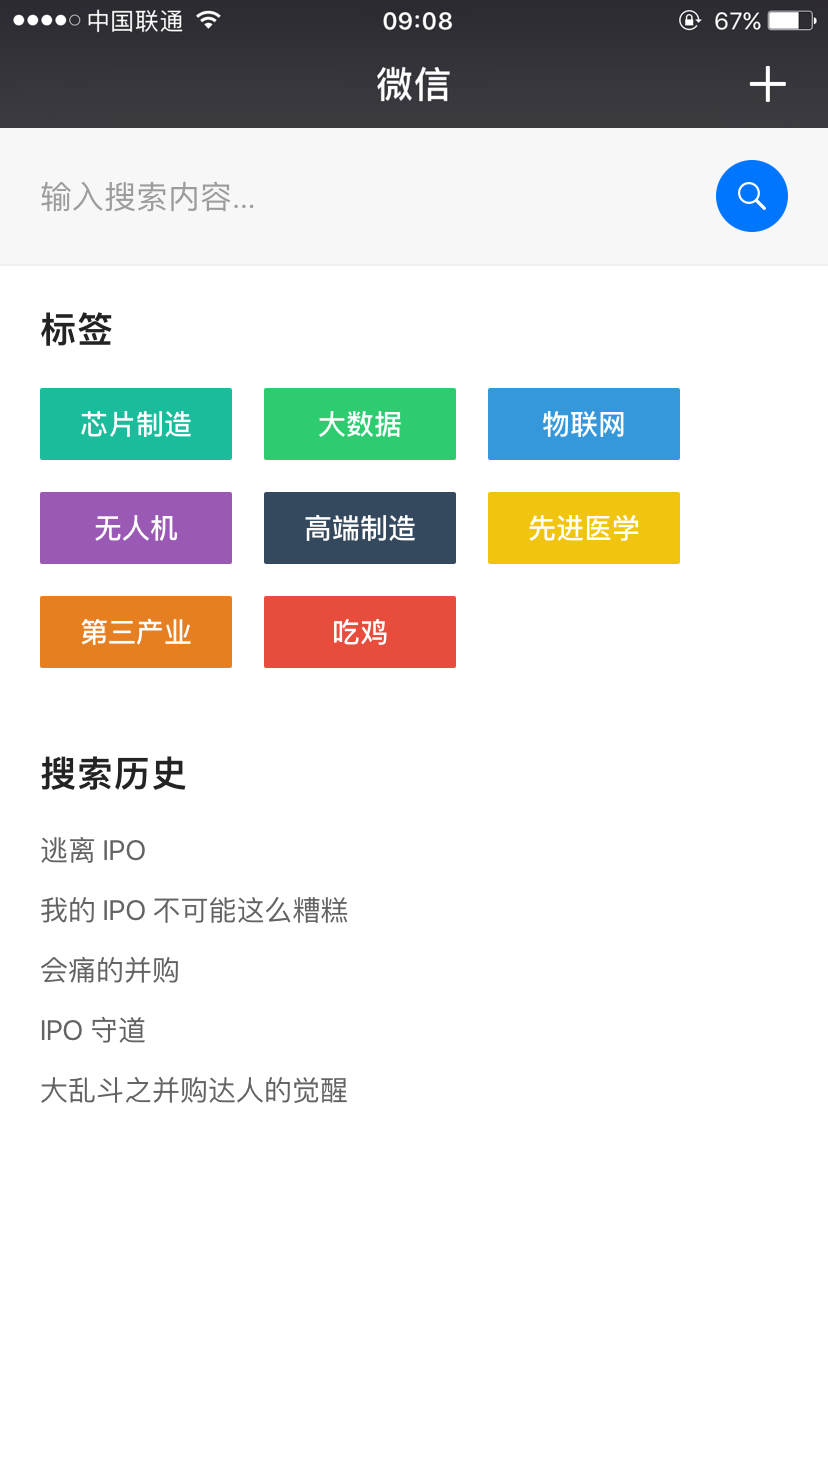 中国联通 09:08 67%
微信
输入搜索内容...
标签
芯片制造 大数据 物联网
无人机 高端制造 先进医学
第三产业 吃鸡
搜索历史
逃离 IPO
我的 IPO 不可能这么糟糕
会痛的并购
IPO 守道
大乱斗之并购达人的觉醒